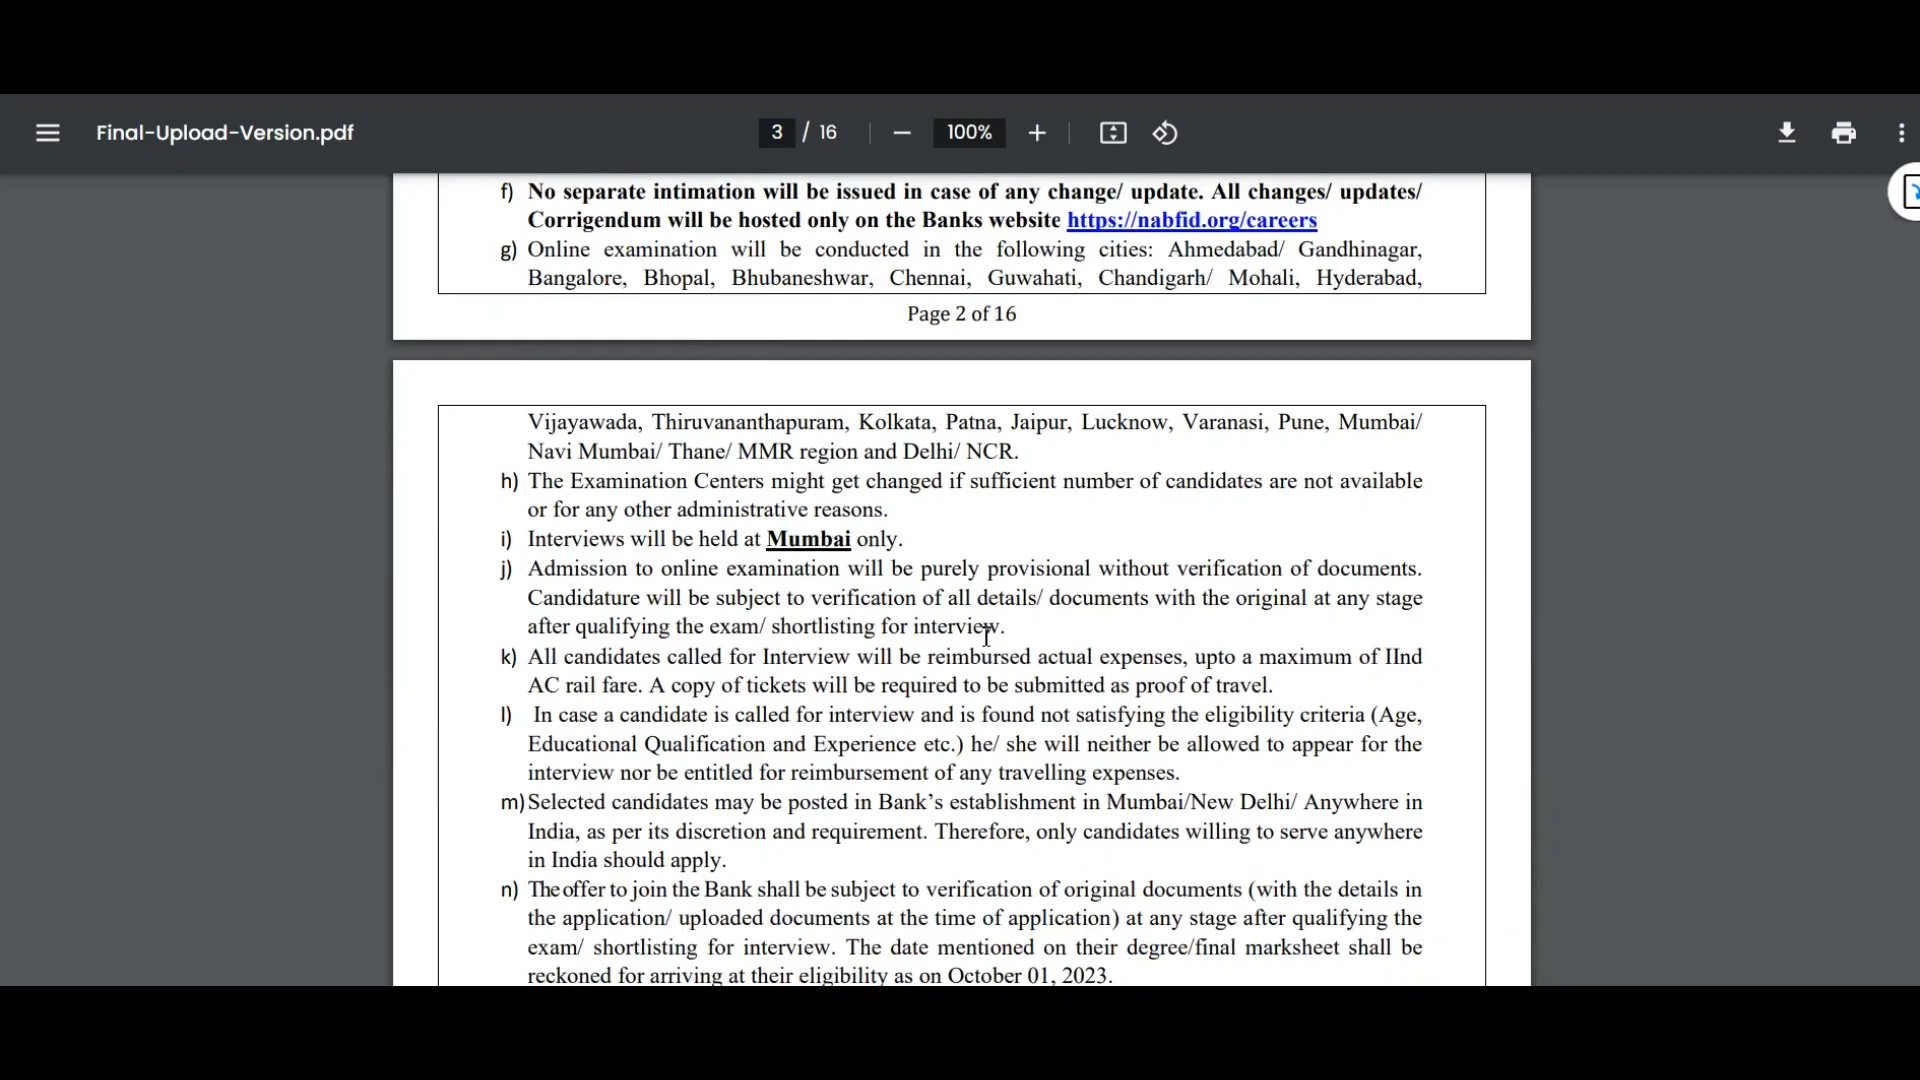 Final-Upload-Version.pdf
3 / 16
100%
f) No separate intimation will be issued in case of any change/ update. All changes/ updates/
Corrigendum will be hosted only on the Banks website https://nabfid.org/careers
g) Online examination will be conducted in the following cities: Ahmedabad/ Gandhinagar,
Bangalore, Bhopal, Bhubaneshwar, Chennai, Guwahati, Chandigarh/ Mohali, Hyderabad,
Page 2 of 16
Vijayawada, Thiruvananthapuram, Kolkata, Patna, Jaipur, Lucknow, Varanasi, Pune, Mumbai/
Navi Mumbai/ Thane/ MMR region and Delhi/ NCR.
h) The Examination Centers might get changed if sufficient number of candidates are not available
or for any other administrative reasons.
i) Interviews will be held at Mumbai only.
j) Admission to online examination will be purely provisional without verification of documents.
Candidature will be subject to verification of all details/ documents with the original at any stage
after qualifying the exam/ shortlisting for interview.
k) All candidates called for Interview will be reimbursed actual expenses, upto a maximum of IInd
AC rail fare. A copy of tickets will be required to be submitted as proof of travel.
l) In case a candidate is called for interview and is found not satisfying the eligibility criteria (Age,
Educational Qualification and Experience etc.) he/ she will neither be allowed to appear for the
interview nor be entitled for reimbursement of any travelling expenses.
m) Selected candidates may be posted in Bank’s establishment in Mumbai/New Delhi/ Anywhere in
India, as per its discretion and requirement. Therefore, only candidates willing to serve anywhere
in India should apply.
n) The offer to join the Bank shall be subject to verification of original documents (with the details in
the application/ uploaded documents at the time of application) at any stage after qualifying the
exam/ shortlisting for interview. The date mentioned on their degree/final marksheet shall be
reckoned for arriving at their eligibility as on October 01, 2023.